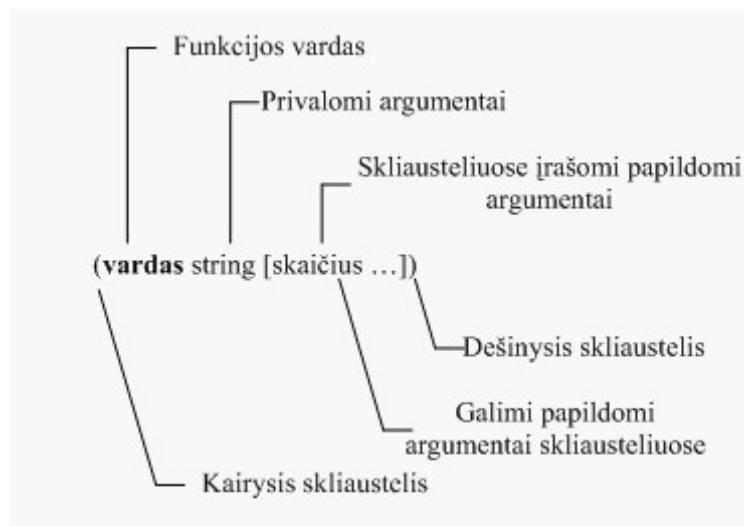 Funkcijos vardas
Privalomi argumentai
Skliausteliuose įrašomi papildomi
argumentai
(vardas string [skaičius ...])
Dešinysis skliaustelis
Galimi papildomi
argumentai skliausteliuose
Kairysis skliaustelis